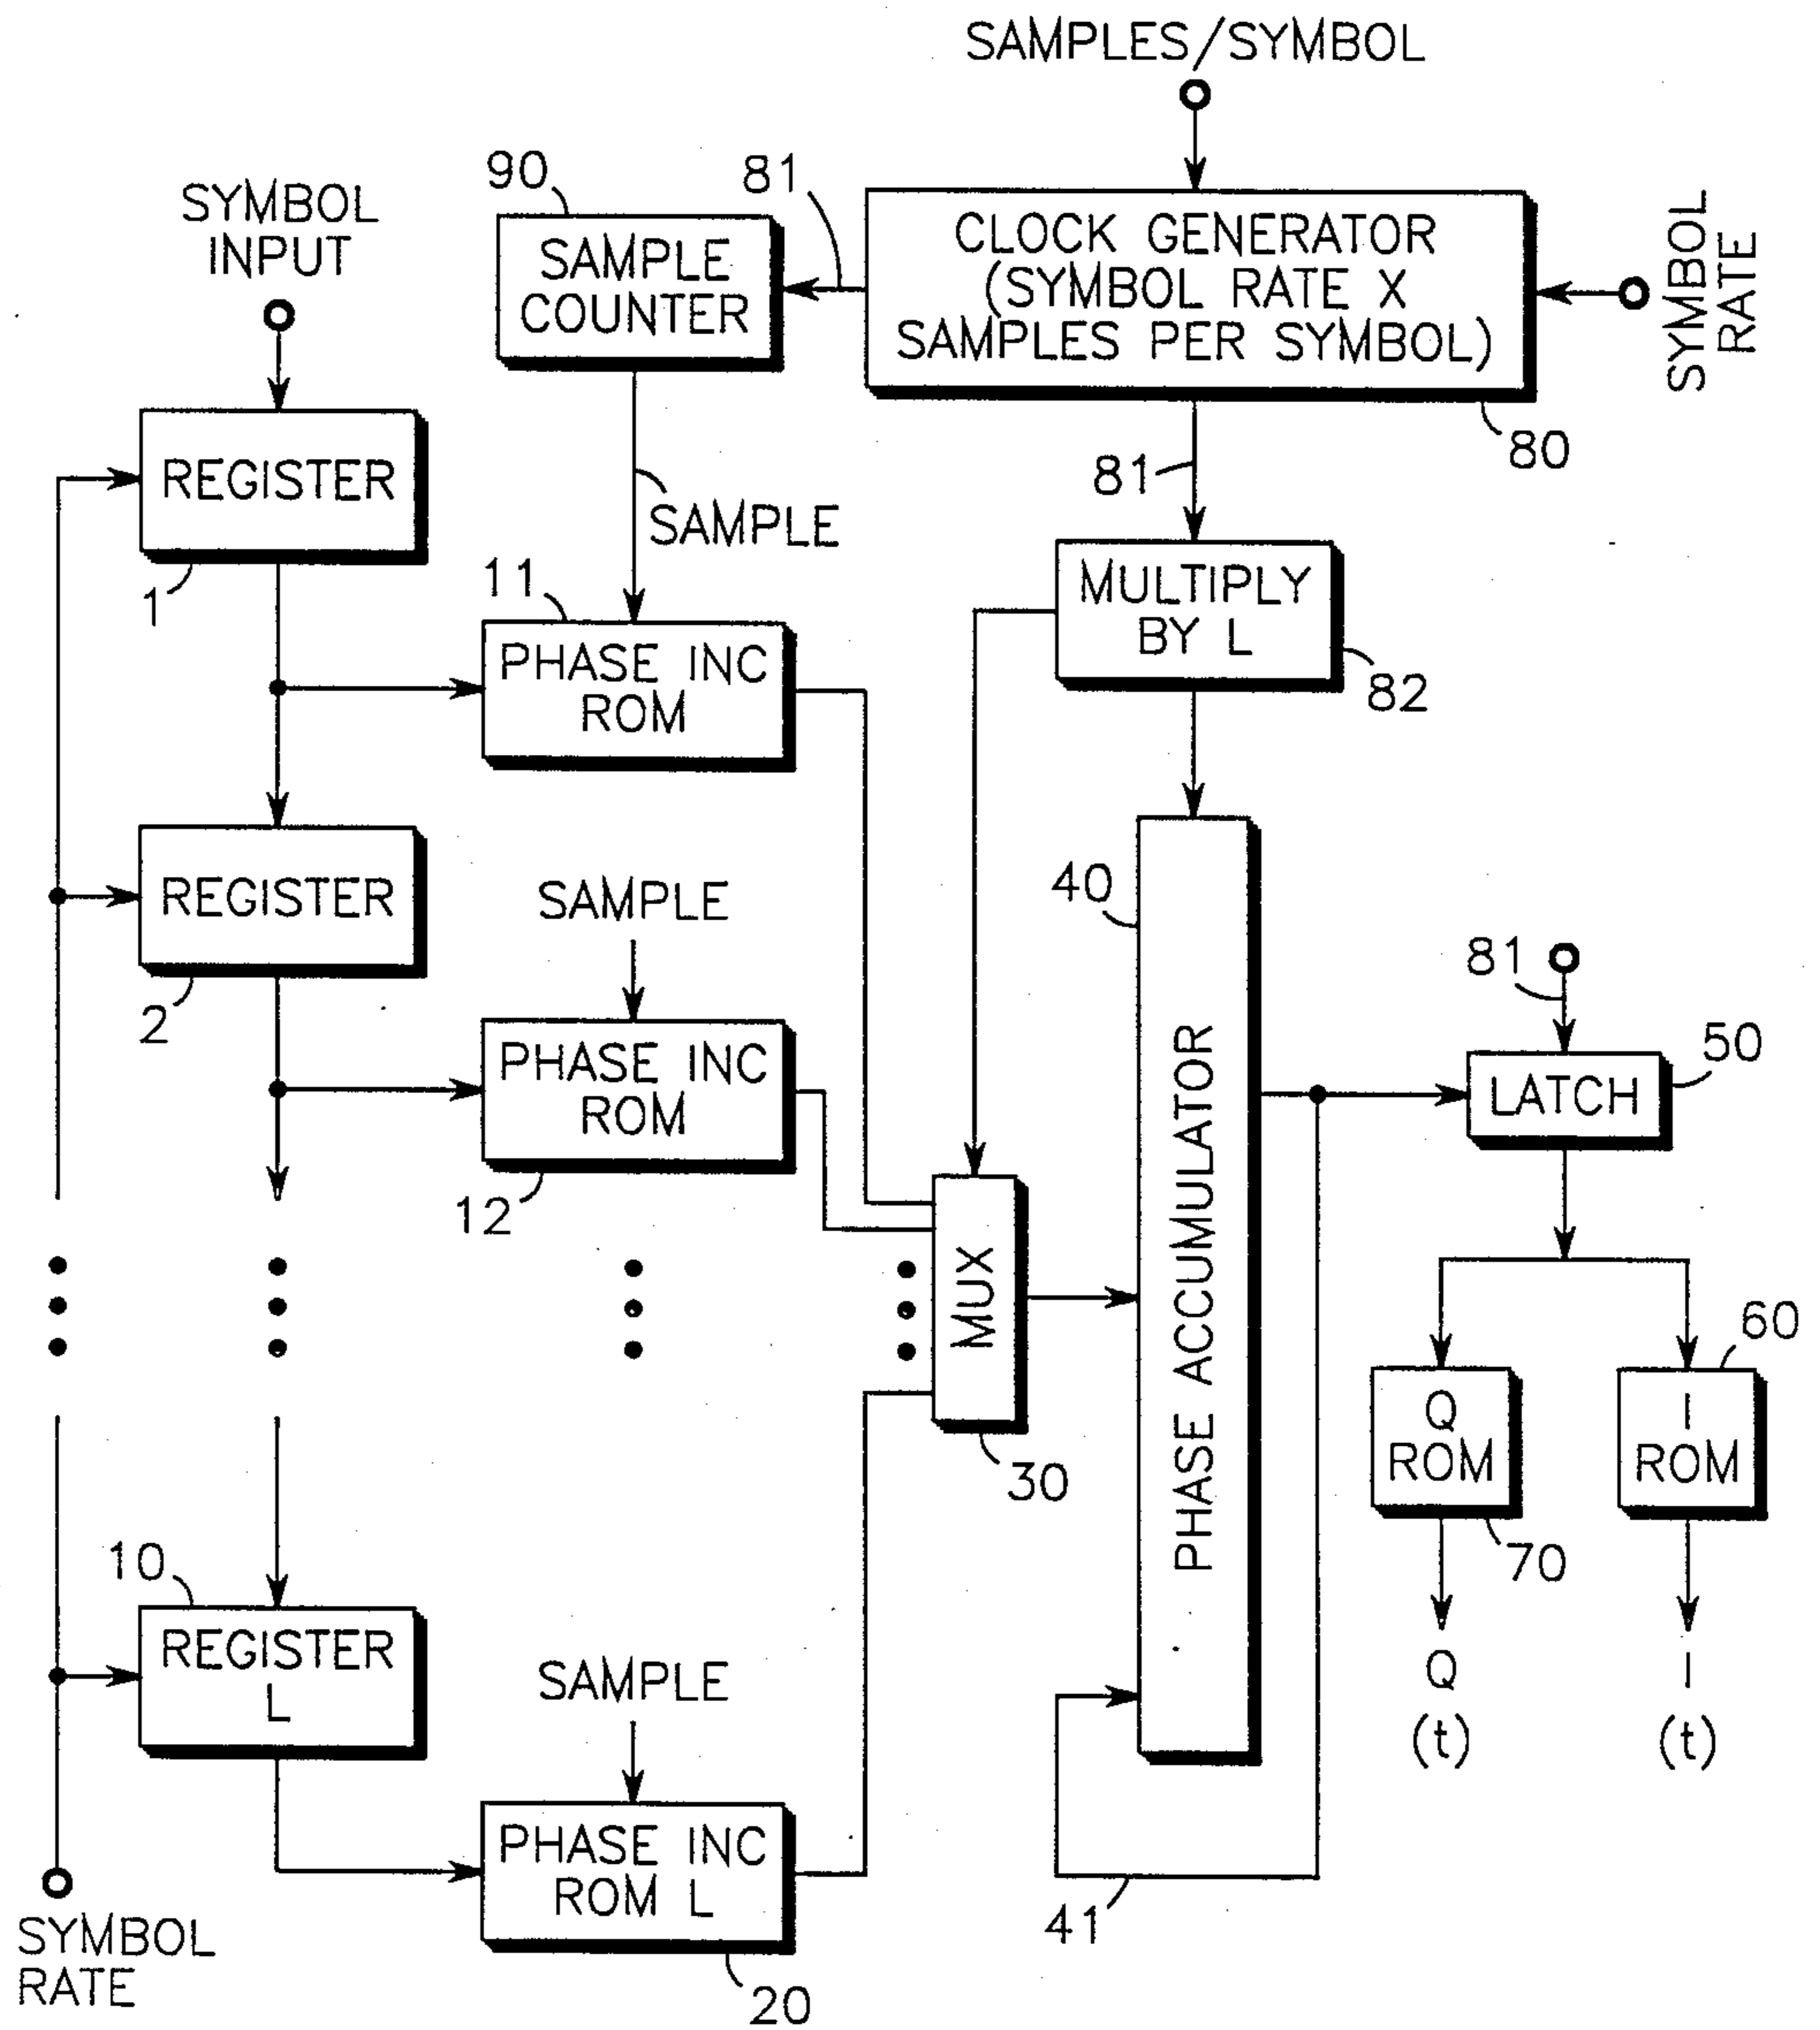 SAMPLES/SYMBOL
90
81
SYMBOL
INPUT
SAMPLE
COUNTER
CLOCK GENERATOR
(SYMBOL RATE X
SAMPLES PER SYMBOL)
SYMBOL
RATE
80
REGISTER
1
SAMPLE
81
11
PHASE INC
ROM
MULTIPLY
BY L
82
REGISTER
2
SAMPLE
40
81
PHASE INC
ROM
12
LATCH
50
MUX
30
PHASE ACCUMULATOR
60
Q
ROM
70
I
ROM
10
REGISTER
L
SAMPLE
Q
(t)
I
(t)
PHASE INC
ROM L
20
41
SYMBOL
RATE